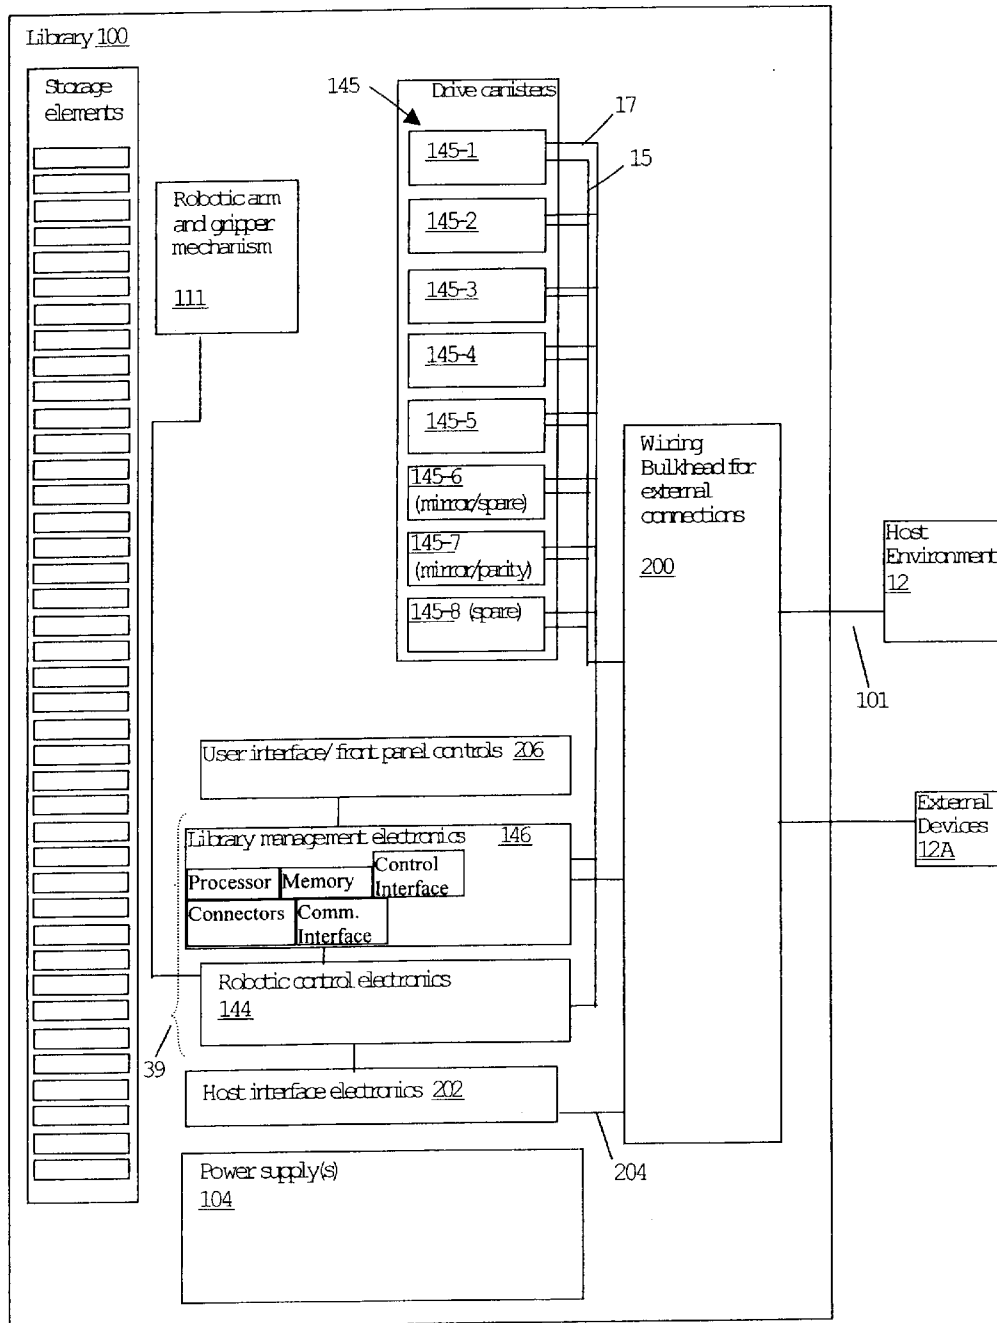 Library 100
Storage
elements
Robotic arm
and gripper
mechanism
111
145
Drive canisters
17
15
145-1
145-2
145-3
145-4
145-5
145-6
(mirror/spare)
145-7
(mirror/parity)
145-8 (spare)
Wiring
Bulkhead for
external
connections
200
Host
Environment
12
101
External
Devices
12A
User interface/ front panel controls 206
Library management electronics 146
Processor
Memory
Control
Interface
Connectors
Comm.
Interface
Robotic control electronics
144
39
Host interface electronics 202
204
Power supply(s)
104